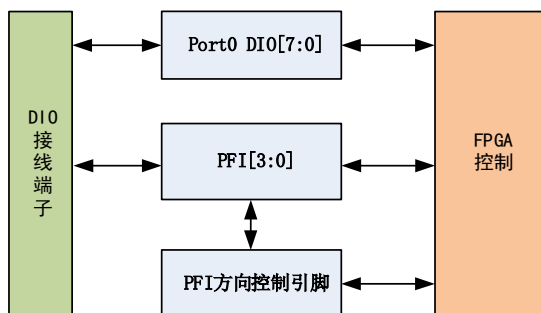 Port0 DIO[7:0]
DIO
接
线
端
子
PFI[3:0]
FPGA
控制
PFI方向控制引脚